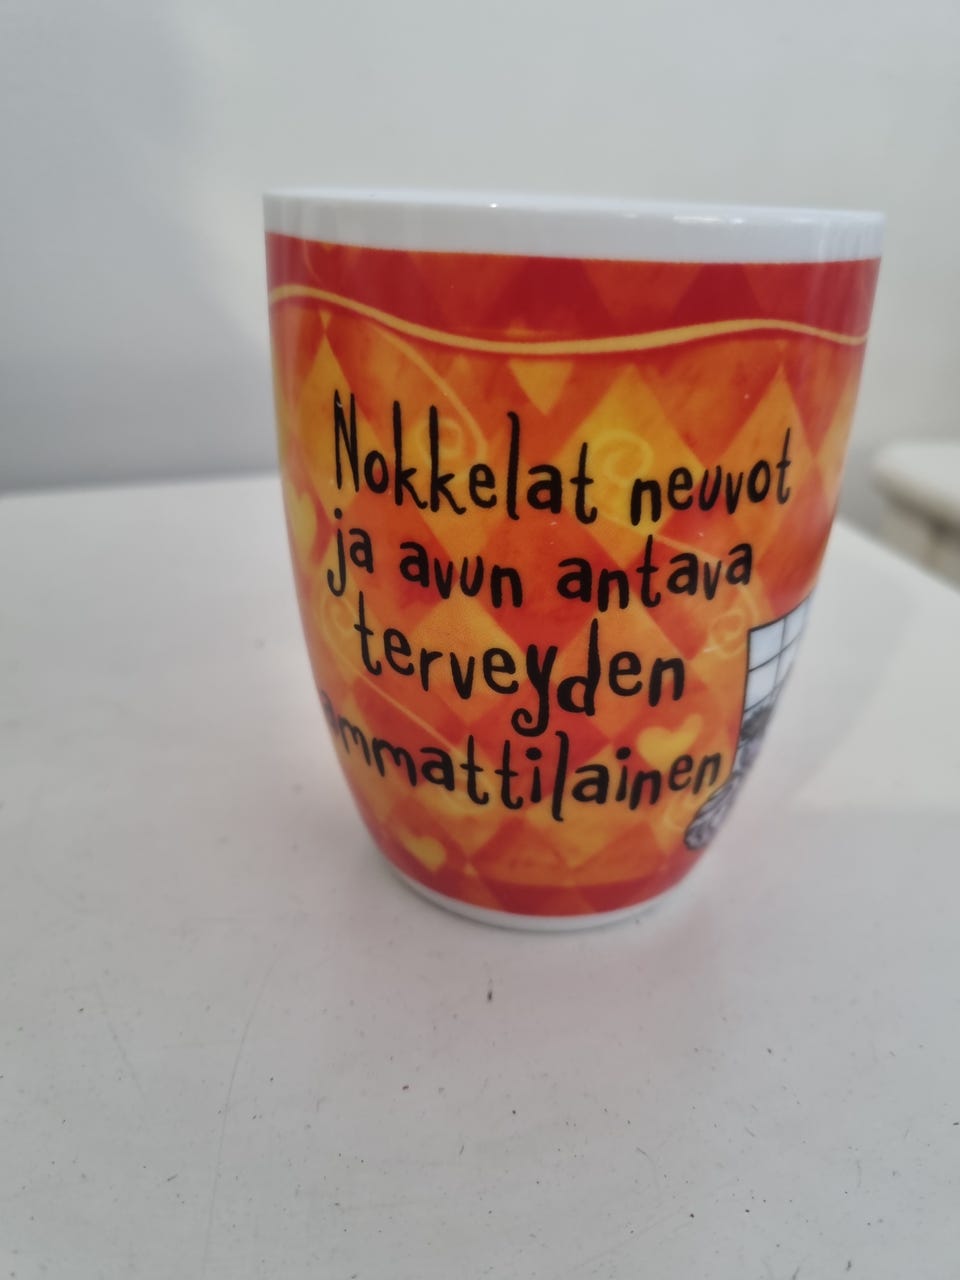 Nokkelat neuvot
ja avun antava
terveyden
ammattilainen